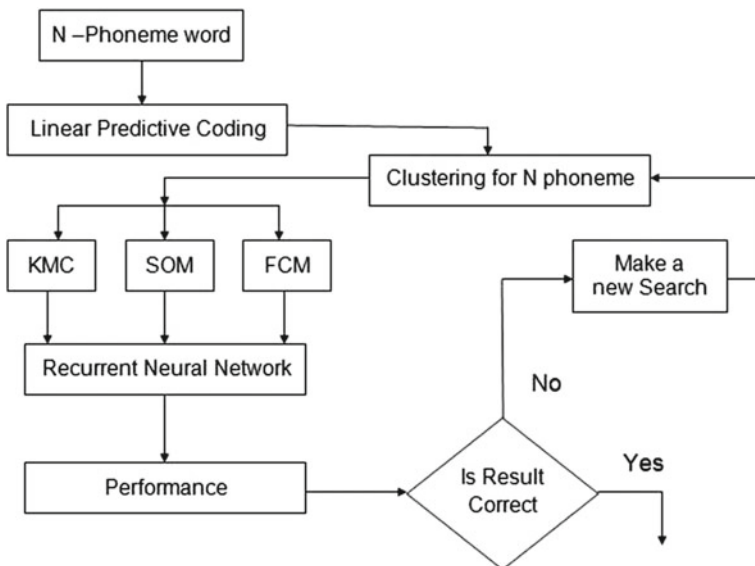 N –Phoneme word
Linear Predictive Coding
Clustering for N phoneme
KMC
SOM
FCM
Make a
new Search
Recurrent Neural Network
No
Performance
Is Result
Correct
Yes